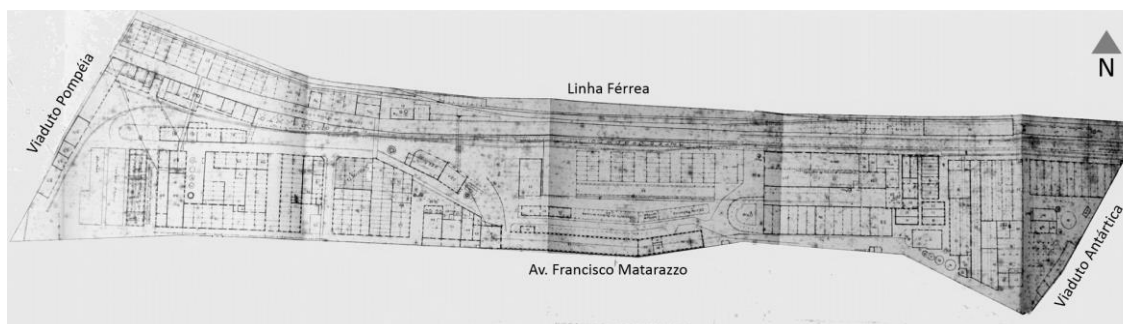 N
Linha Férrea
Viaduto Pompéia
Av. Francisco Matarazzo
Viaduto Antártica